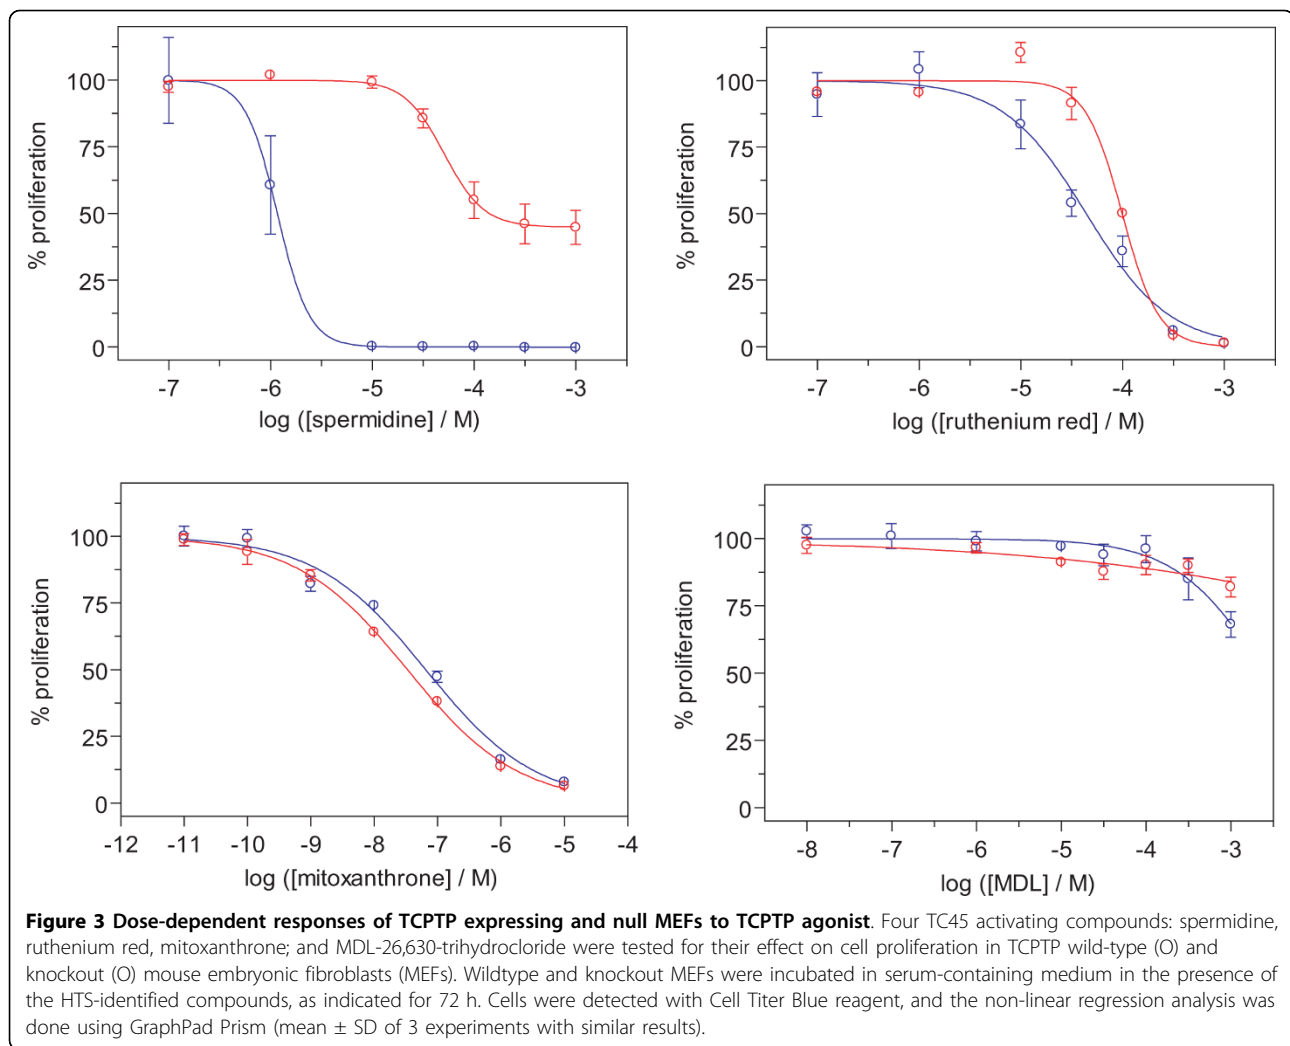 % proliferation
100
75
50
25
0
-7 -6 -5 -4 -3
log ([spermidine] / M)
% proliferation
100
75
50
25
0
-7 -6 -5 -4 -3
log ([ruthenium red] / M)
% proliferation
100
75
50
25
0
-12 -11 -10 -9 -8 -7 -6 -5 -4
log ([mitoxanthrone] / M)
% proliferation
100
75
50
25
0
-8 -7 -6 -5 -4 -3
log ([MDL] / M)
Figure 3 Dose-dependent responses of TCPTP expressing and null MEFs to TCPTP agonist. Four TC45 activating compounds: spermidine,
ruthenium red, mitoxanthrone; and MDL-26,630-trihydrocloride were tested for their effect on cell proliferation in TCPTP wild-type (O) and
knockout (O) mouse embryonic fibroblasts (MEFs). Wildtype and knockout MEFs were incubated in serum-containing medium in the presence of
the HTS-identified compounds, as indicated for 72 h. Cells were detected with Cell Titer Blue reagent, and the non-linear regression analysis was
done using GraphPad Prism (mean ± SD of 3 experiments with similar results).